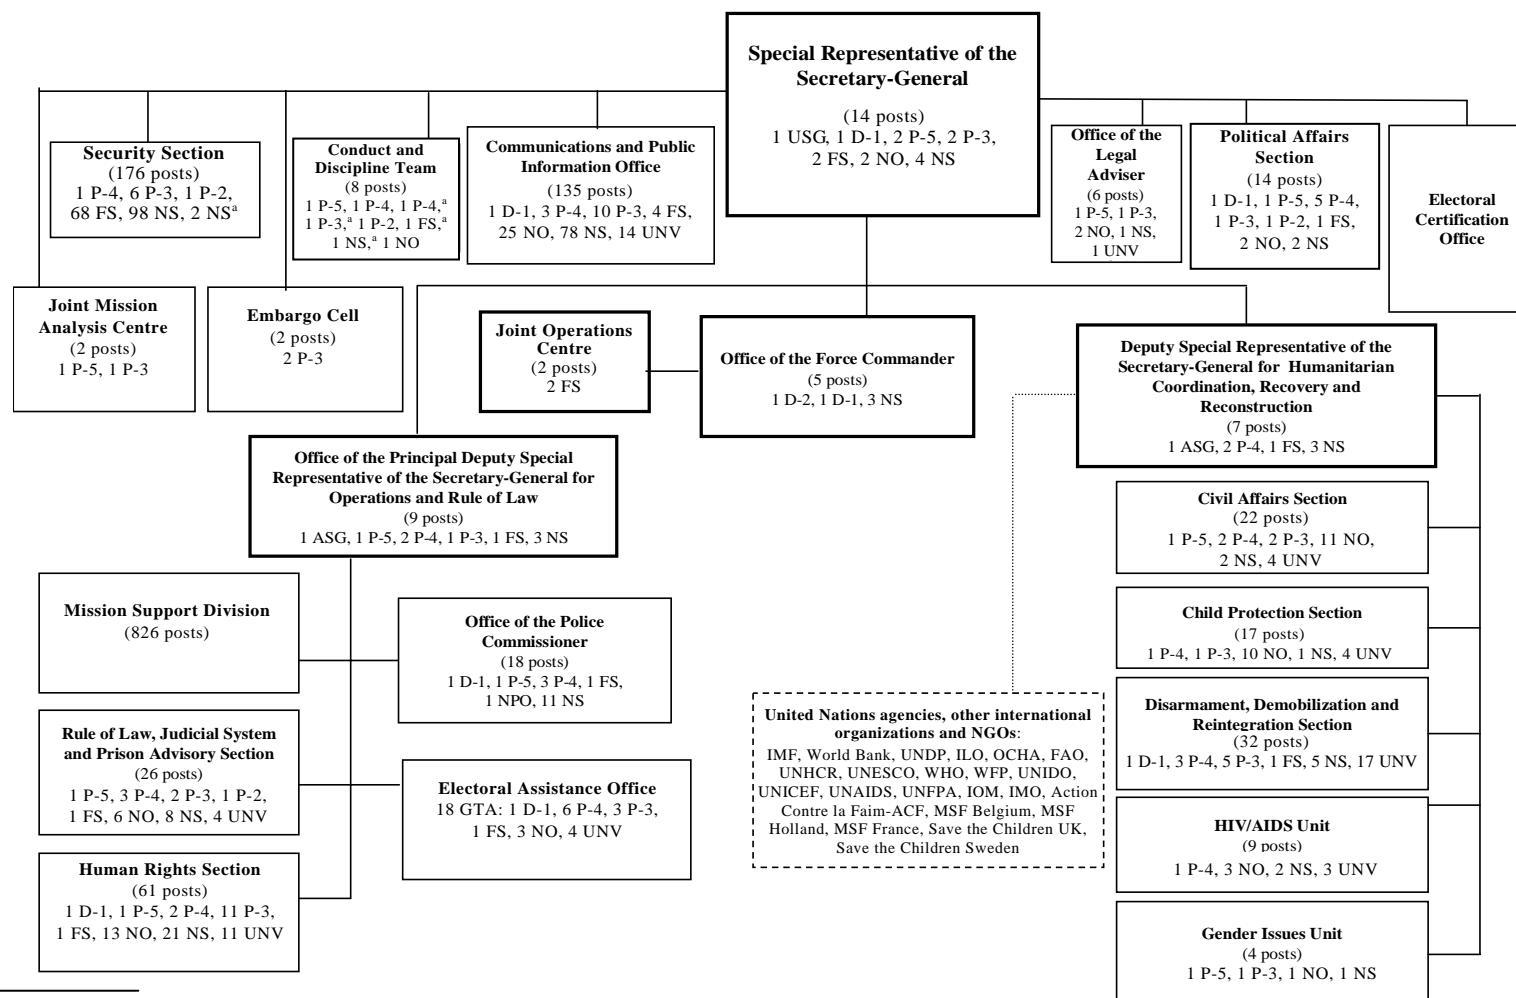 Special Representative of the
Secretary-General
(14 posts)
1 USG, 1 D-1, 2 P-5, 2 P-3,
2 FS, 2 NO, 4 NS
Security Section
(176 posts)
1 P-4, 6 P-3, 1 P-2,
68 FS, 98 NS, 2 NSª
Conduct and
Discipline Team
(8 posts)
1 P-5, 1 P-4, 1 P-4,ª
1 P-3,ª 1 P-2, 1 FS,ª
1 NS,ª 1 NO
Communications and Public
Information Office
(135 posts)
1 D-1, 3 P-4, 10 P-3, 4 FS,
25 NO, 78 NS, 14 UNV
Office of the
Legal
Adviser
(6 posts)
1 P-5, 1 P-3,
2 NO, 1 NS,
1 UNV
Political Affairs
Section
(14 posts)
1 D-1, 1 P-5, 5 P-4,
1 P-3, 1 P-2, 1 FS,
2 NO, 2 NS
Electoral
Certification
Office
Joint Mission
Analysis Centre
(2 posts)
1 P-5, 1 P-3
Embargo Cell
(2 posts)
2 P-3
Joint Operations
Centre
(2 posts)
2 FS
Office of the Force Commander
(5 posts)
1 D-2, 1 D-1, 3 NS
Deputy Special Representative of the
Secretary-General for Humanitarian
Coordination, Recovery and
Reconstruction
(7 posts)
1 ASG, 2 P-4, 1 FS, 3 NS
Office of the Principal Deputy Special
Representative of the Secretary-General for
Operations and Rule of Law
(9 posts)
1 ASG, 1 P-5, 2 P-4, 1 P-3, 1 FS, 3 NS
Mission Support Division
(826 posts)
Office of the Police
Commissioner
(18 posts)
1 D-1, 1 P-5, 3 P-4, 1 FS,
1 NPO, 11 NS
Rule of Law, Judicial System
and Prison Advisory Section
(26 posts)
1 P-5, 3 P-4, 2 P-3, 1 P-2,
1 FS, 6 NO, 8 NS, 4 UNV
Electoral Assistance Office
18 GTA: 1 D-1, 6 P-4, 3 P-3,
1 FS, 3 NO, 4 UNV
Human Rights Section
(61 posts)
1 D-1, 1 P-5, 2 P-4, 11 P-3,
1 FS, 13 NO, 21 NS, 11 UNV
United Nations agencies, other international
organizations and NGOs:
IMF, World Bank, UNDP, ILO, OCHA, FAO,
UNHCR, UNESCO, WHO, WFP, UNIDO,
UNICEF, UNAIDS, UNFPA, IOM, IMO, Action
Contre la Faim-ACF, MSF Belgium, MSF
Holland, MSF France, Save the Children UK,
Save the Children Sweden
Civil Affairs Section
(22 posts)
1 P-5, 2 P-4, 2 P-3, 11 NO,
2 NS, 4 UNV
Child Protection Section
(17 posts)
1 P-4, 1 P-3, 10 NO, 1 NS, 4 UNV
Disarmament, Demobilization and
Reintegration Section
(32 posts)
1 D-1, 3 P-4, 5 P-3, 1 FS, 5 NS, 17 UNV
HIV/AIDS Unit
(9 posts)
1 P-4, 3 NO, 2 NS, 3 UNV
Gender Issues Unit
(4 posts)
1 P-5, 1 P-3, 1 NO, 1 NS